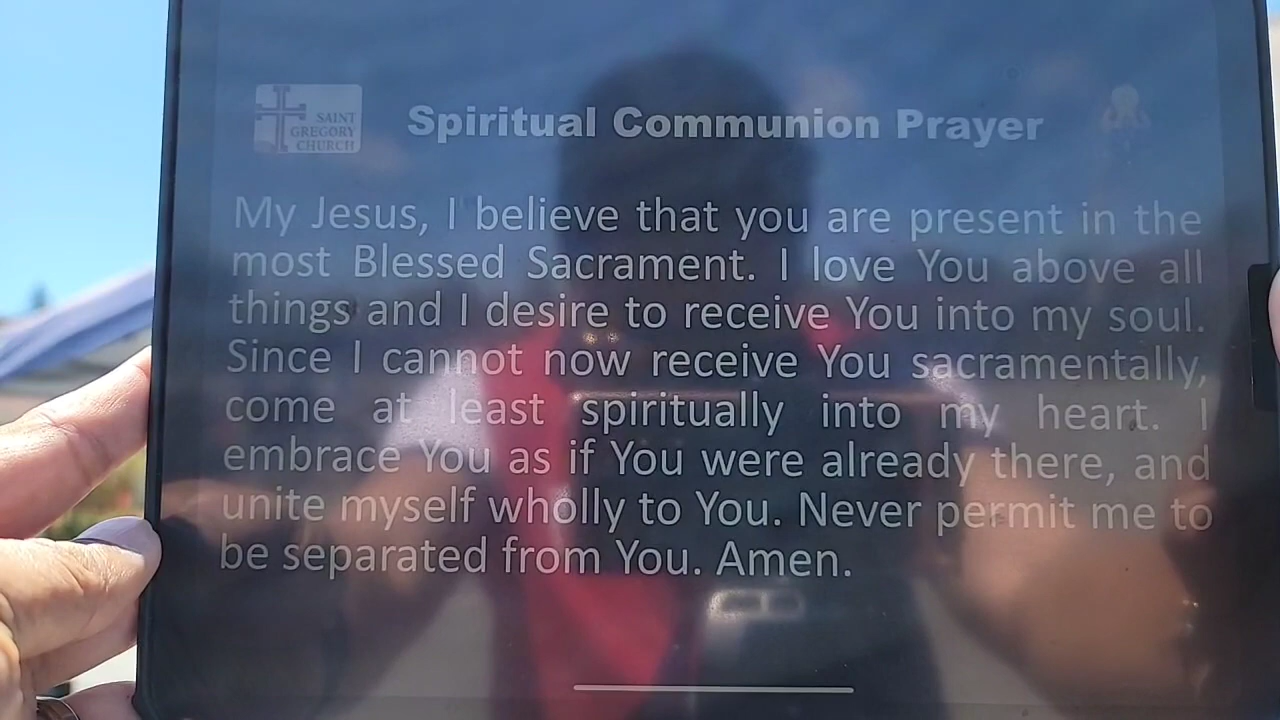 SAINT
GREGORY
CHURCH
Spiritual Communion Prayer
My Jesus, I believe that you are present in the
most Blessed Sacrament. I love You above all
things and I desire to receive You into my soul.
Since I cannot now receive You sacramentally,
come at least spiritually into my heart. I
embrace You as if You were already there, and
unite myself wholly to You. Never permit me to
be separated from You. Amen.